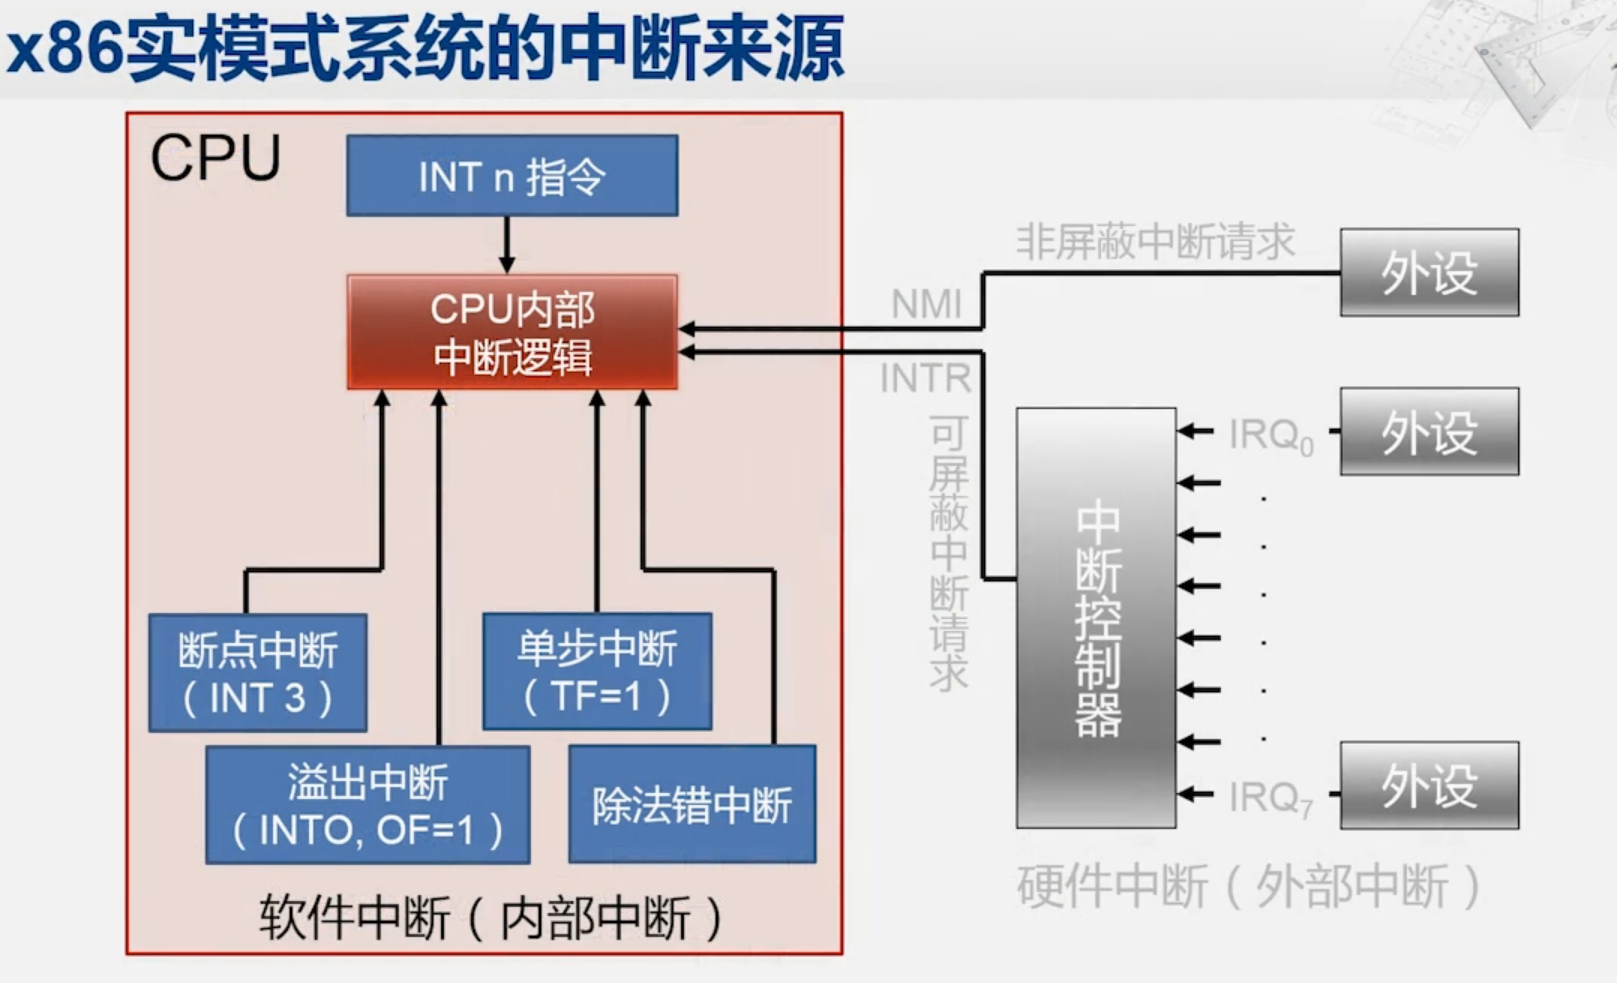 x86实模式系统的中断来源
CPU
INT n 指令
CPU内部
中断逻辑
断点中断
（INT 3）
单步中断
（TF=1）
溢出中断
（INTO, OF=1）
除法错中断
软件中断（内部中断）
非屏蔽中断请求
外设
NMI
INTR
可屏蔽中断请求
中断控制器
IRQ0
外设
IRQ7
外设
硬件中断（外部中断）